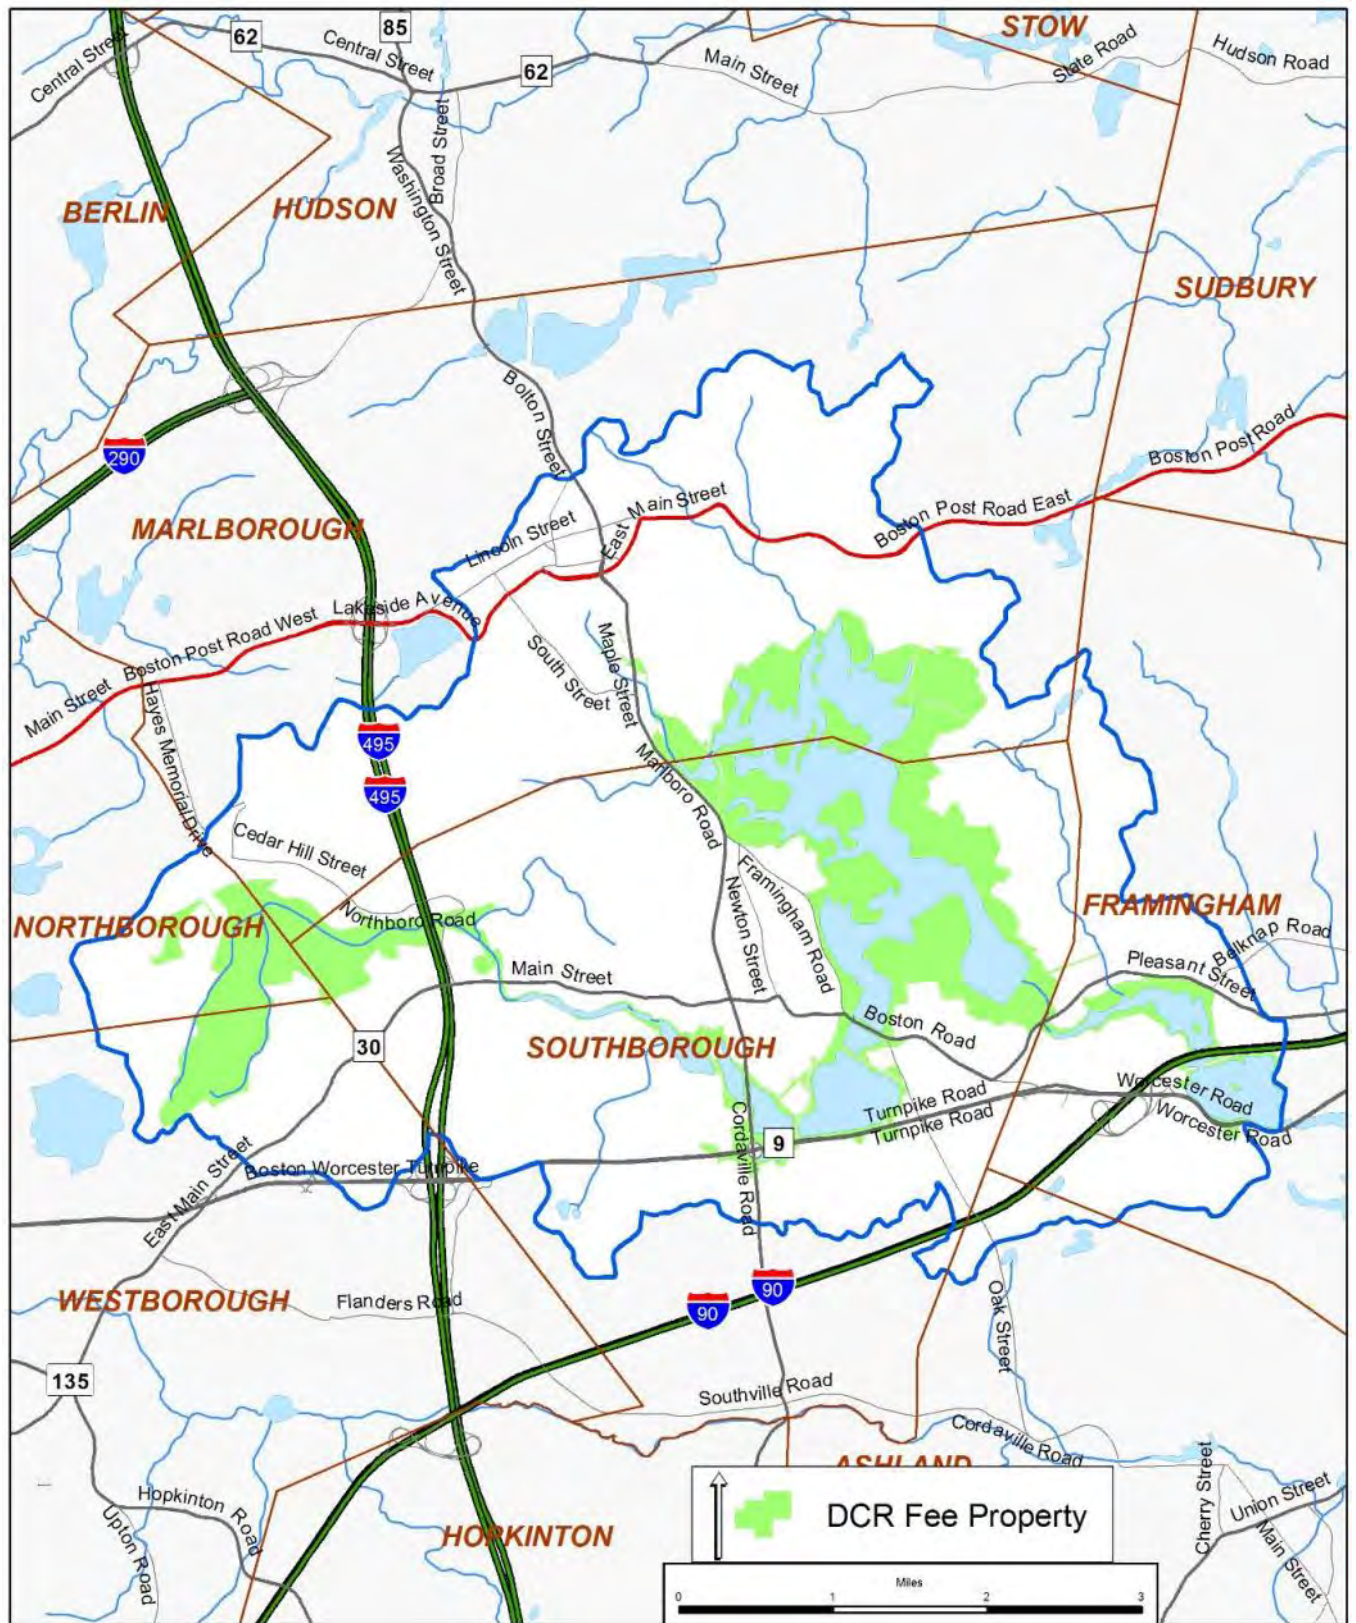 STOW
62
85
Central Street
Central Street
62
Main Street
State Road
Hudson Road
Broad Street
Washington Street
BERLIN
HUDSON
SUDBURY
Bolton Street
290
Boston Post Road
MARLBOROUGH
Lincoln Street
East Main Street
Boston Post Road East
Main Street
Boston Post Road West
Lakeside Avenue
South Street
Maple Street
Hayes Memorial Drive
495
495
Marlboro Road
Cedar Hill Street
Framingham Road
Newton Street
NORTHBOROUGH
Northboro Road
FRAMINGHAM
Belknap Road
Pleasant Street
Main Street
Boston Road
30
SOUTHBOROUGH
Worcester Road
Worcester Road
Turnpike Road
Turnpike Road
9
Cordaville Road
East Main Street
Boston Worcester Turnpike
WESTBOROUGH
Flanders Road
90
90
Oak Street
135
Southville Road
Cordaville Road
ASHLAND
Hopkinton Road
Upton Road
HOPKINTON
Cherry Street
Union Street
Main Street
DCR Fee Property
Miles
0 1 2 3